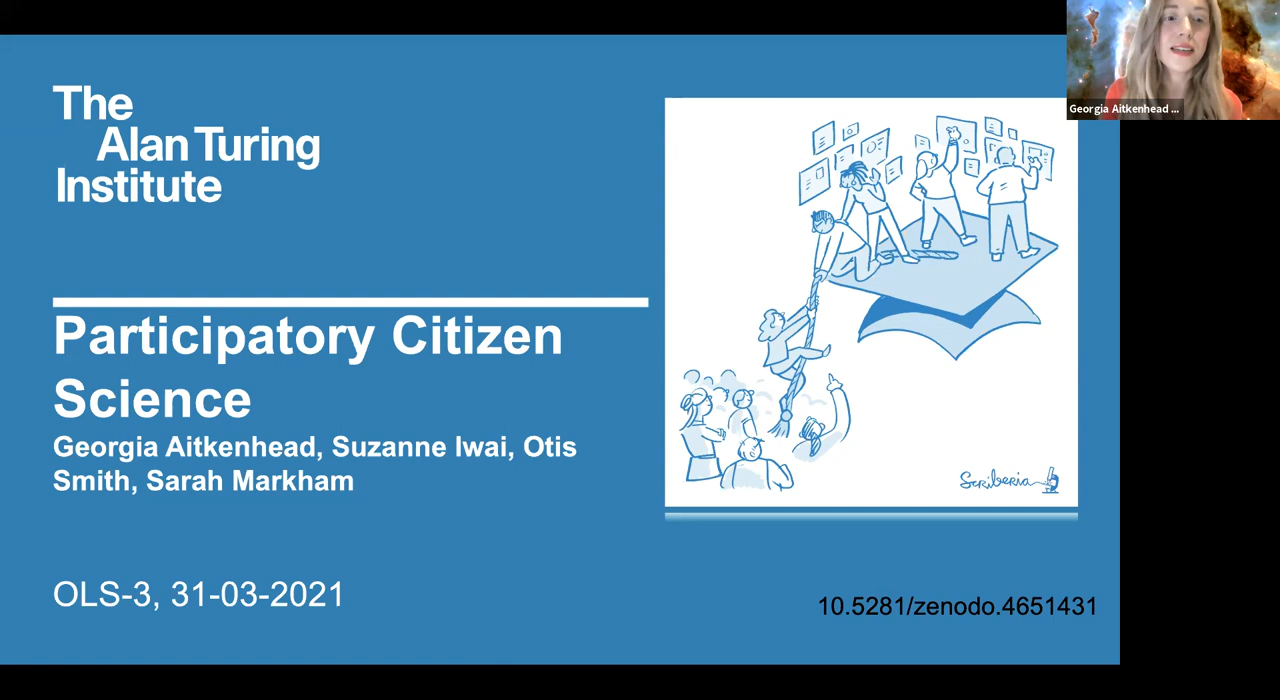 The
Alan Turing
Institute
Georgia Aitkenhead ...
Participatory Citizen
Science
Georgia Aitkenhead, Suzanne Iwai, Otis
Smith, Sarah Markham
Scriberia
OLS-3, 31-03-2021
10.5281/zenodo.4651431